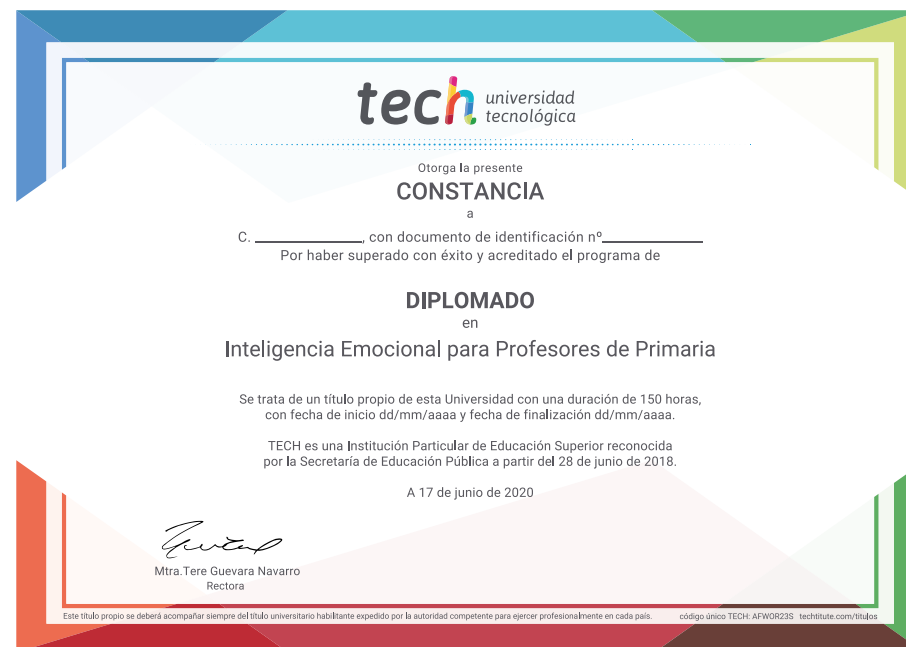 tech universidad
tecnológica
Otorga la presente
CONSTANCIA
a
C. ______________, con documento de identificación nº_____________
Por haber superado con éxito y acreditado el programa de
DIPLOMADO
en
Inteligencia Emocional para Profesores de Primaria
Se trata de un título propio de esta Universidad con una duración de 150 horas,
con fecha de inicio dd/mm/aaaa y fecha de finalización dd/mm/aaaa.
TECH es una Institución Particular de Educación Superior reconocida
por la Secretaría de Educación Pública a partir del 28 de junio de 2018.
A 17 de junio de 2020
Mtra.Tere Guevara Navarro
Rectora
Este título propio se deberá acompañar siempre del título universitario habilitante expedido por la autoridad competente para ejercer profesionalmente en cada país. código único TECH: AFWOR23S techtitute.com/titulos